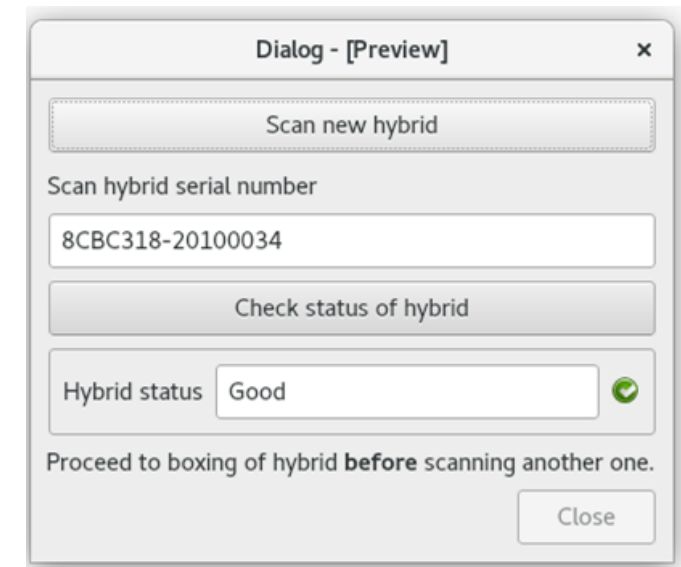 Dialog - [Preview]
Scan new hybrid
Scan hybrid serial number
8CBC318-20100034
Check status of hybrid
Hybrid status Good
Proceed to boxing of hybrid before scanning another one.
Close